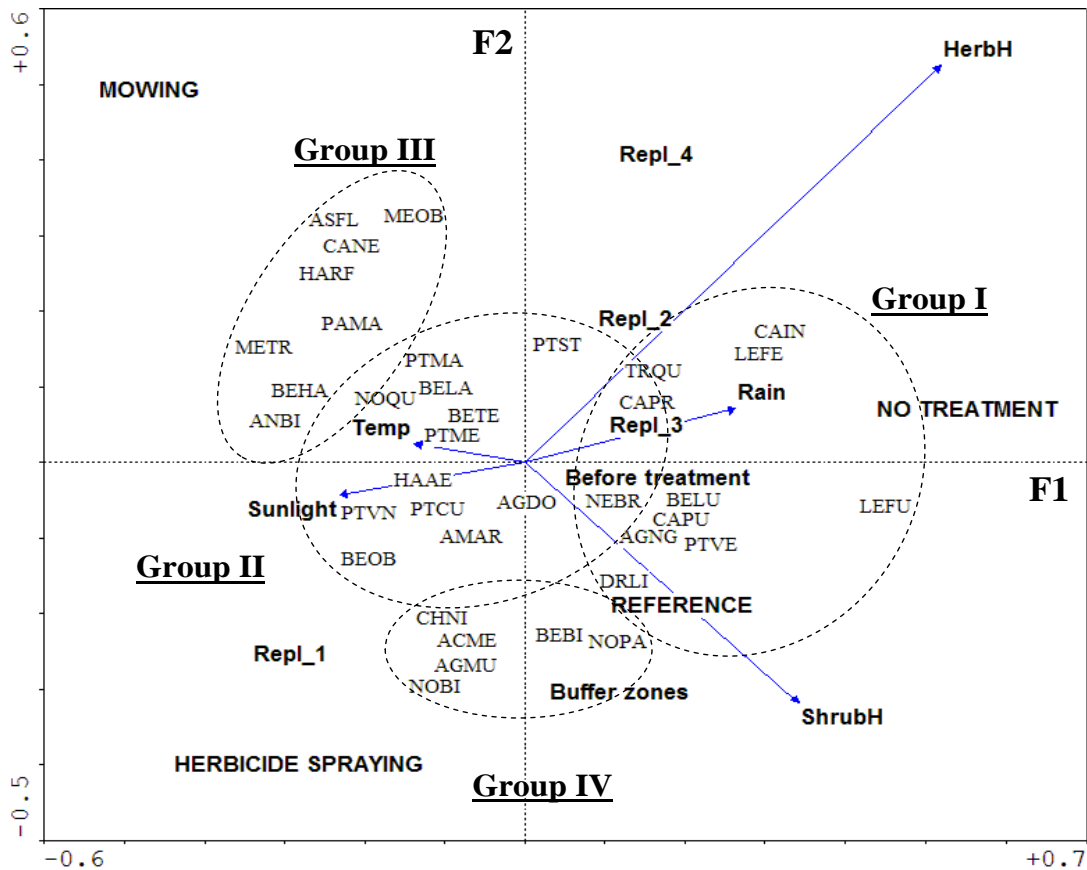 +0.6
F2
HerbH
MOWING
Group III
Repl_4
ASFL
MEOB
CANE
HARF
Group I
PAMA
Repl_2
CAIN
METR
PTST
LEFE
PTMA
TRQU
BEHA
NOQU
BELA
CAPR
Rain
NO TREATMENT
ANBI
BETE
Repl_3
Temp
PTME
Before treatment
F1
HAAE
Sunlight
PTVN
PTCU
AGDO
NEBR
BELU
LEFU
CAPU
AMAR
AGNG
PTVE
BEOB
Group II
DRLI
REFERENCE
CHNI
ACME
BEBI
NOPA
Repl_1
AGMU
NOBI
Buffer zones
ShrubH
HERBICIDE SPRAYING
Group IV
-0.5
-0.6
+0.7